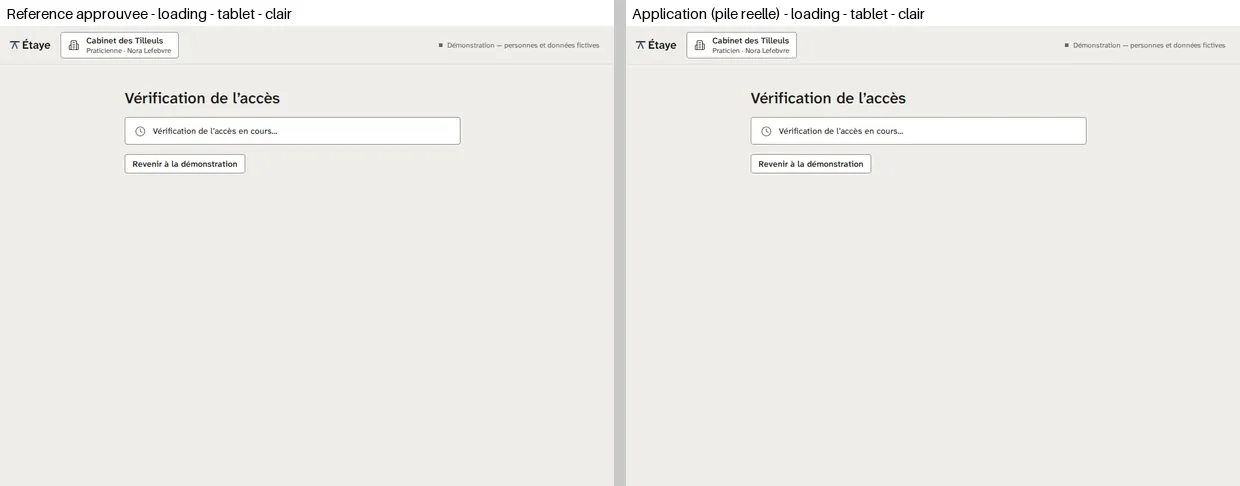 Reference approuvee - loading - tablet - clair
Étaye
Cabinet des Tilleuls
Praticienne · Nora Lefebvre
Démonstration — personnes et données fictives
Vérification de l’accès
Vérification de l’accès en cours…
Revenir à la démonstration
Application (pile reelle) - loading - tablet - clair
Étaye
Cabinet des Tilleuls
Praticien · Nora Lefebvre
Démonstration — personnes et données fictives
Vérification de l’accès
Vérification de l’accès en cours…
Revenir à la démonstration